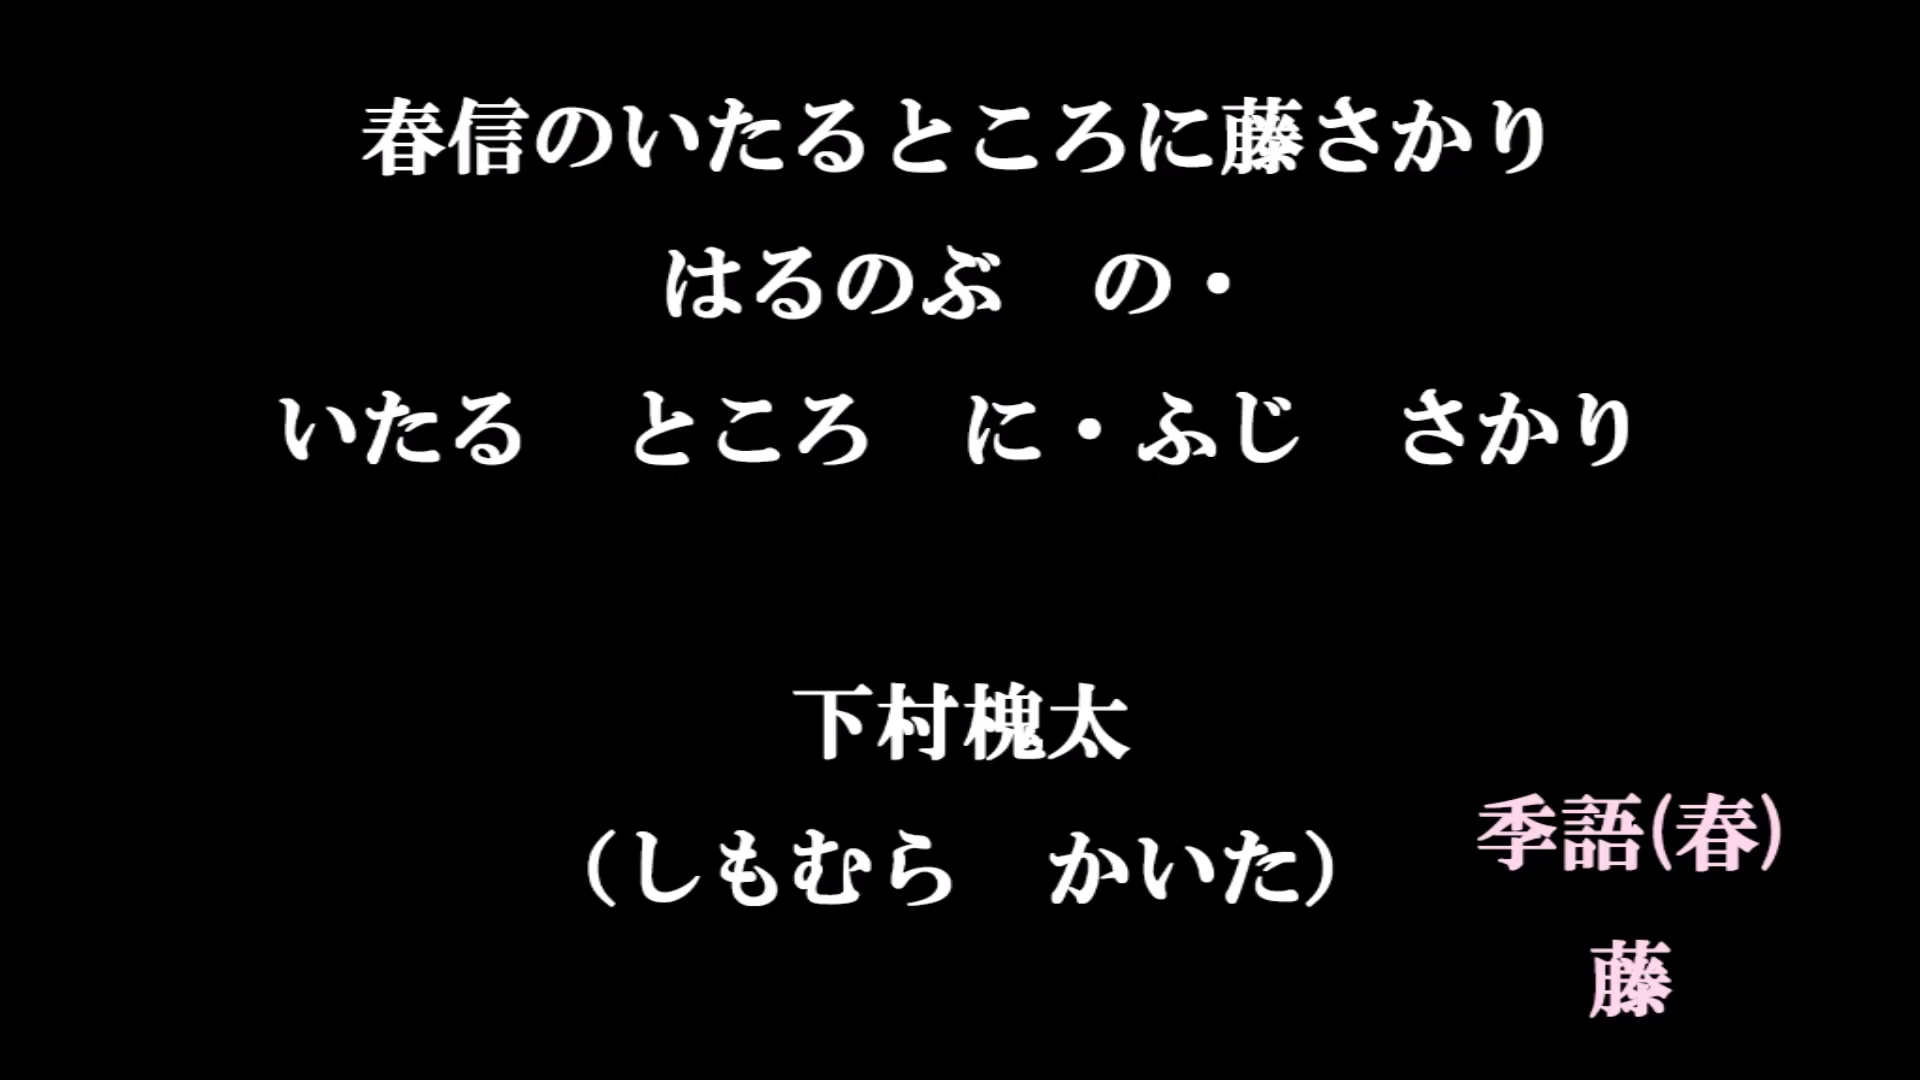 春信のいたるところに藤さかり
はるのぶ　の・
いたる　ところ　に・ふじ　さかり
下村槐太
（しもむら　かいた）
季語(春)
藤